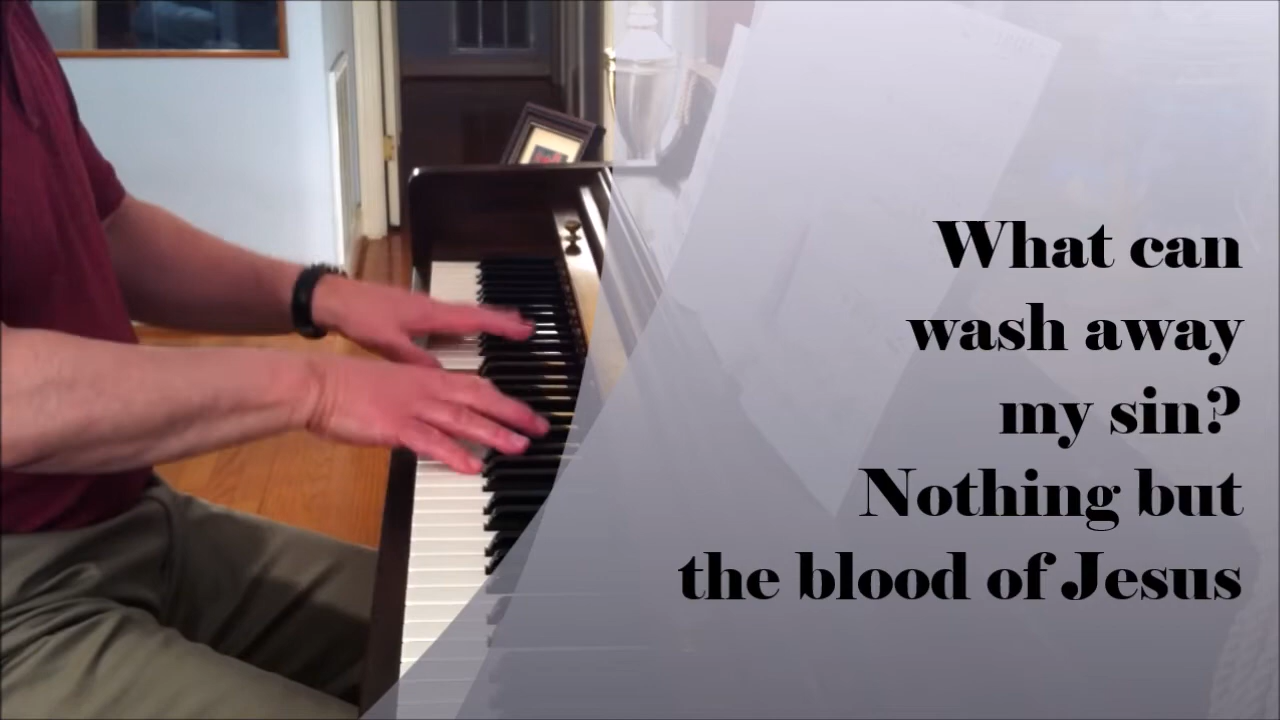 What can
wash away
my sin?
Nothing but
the blood of Jesus